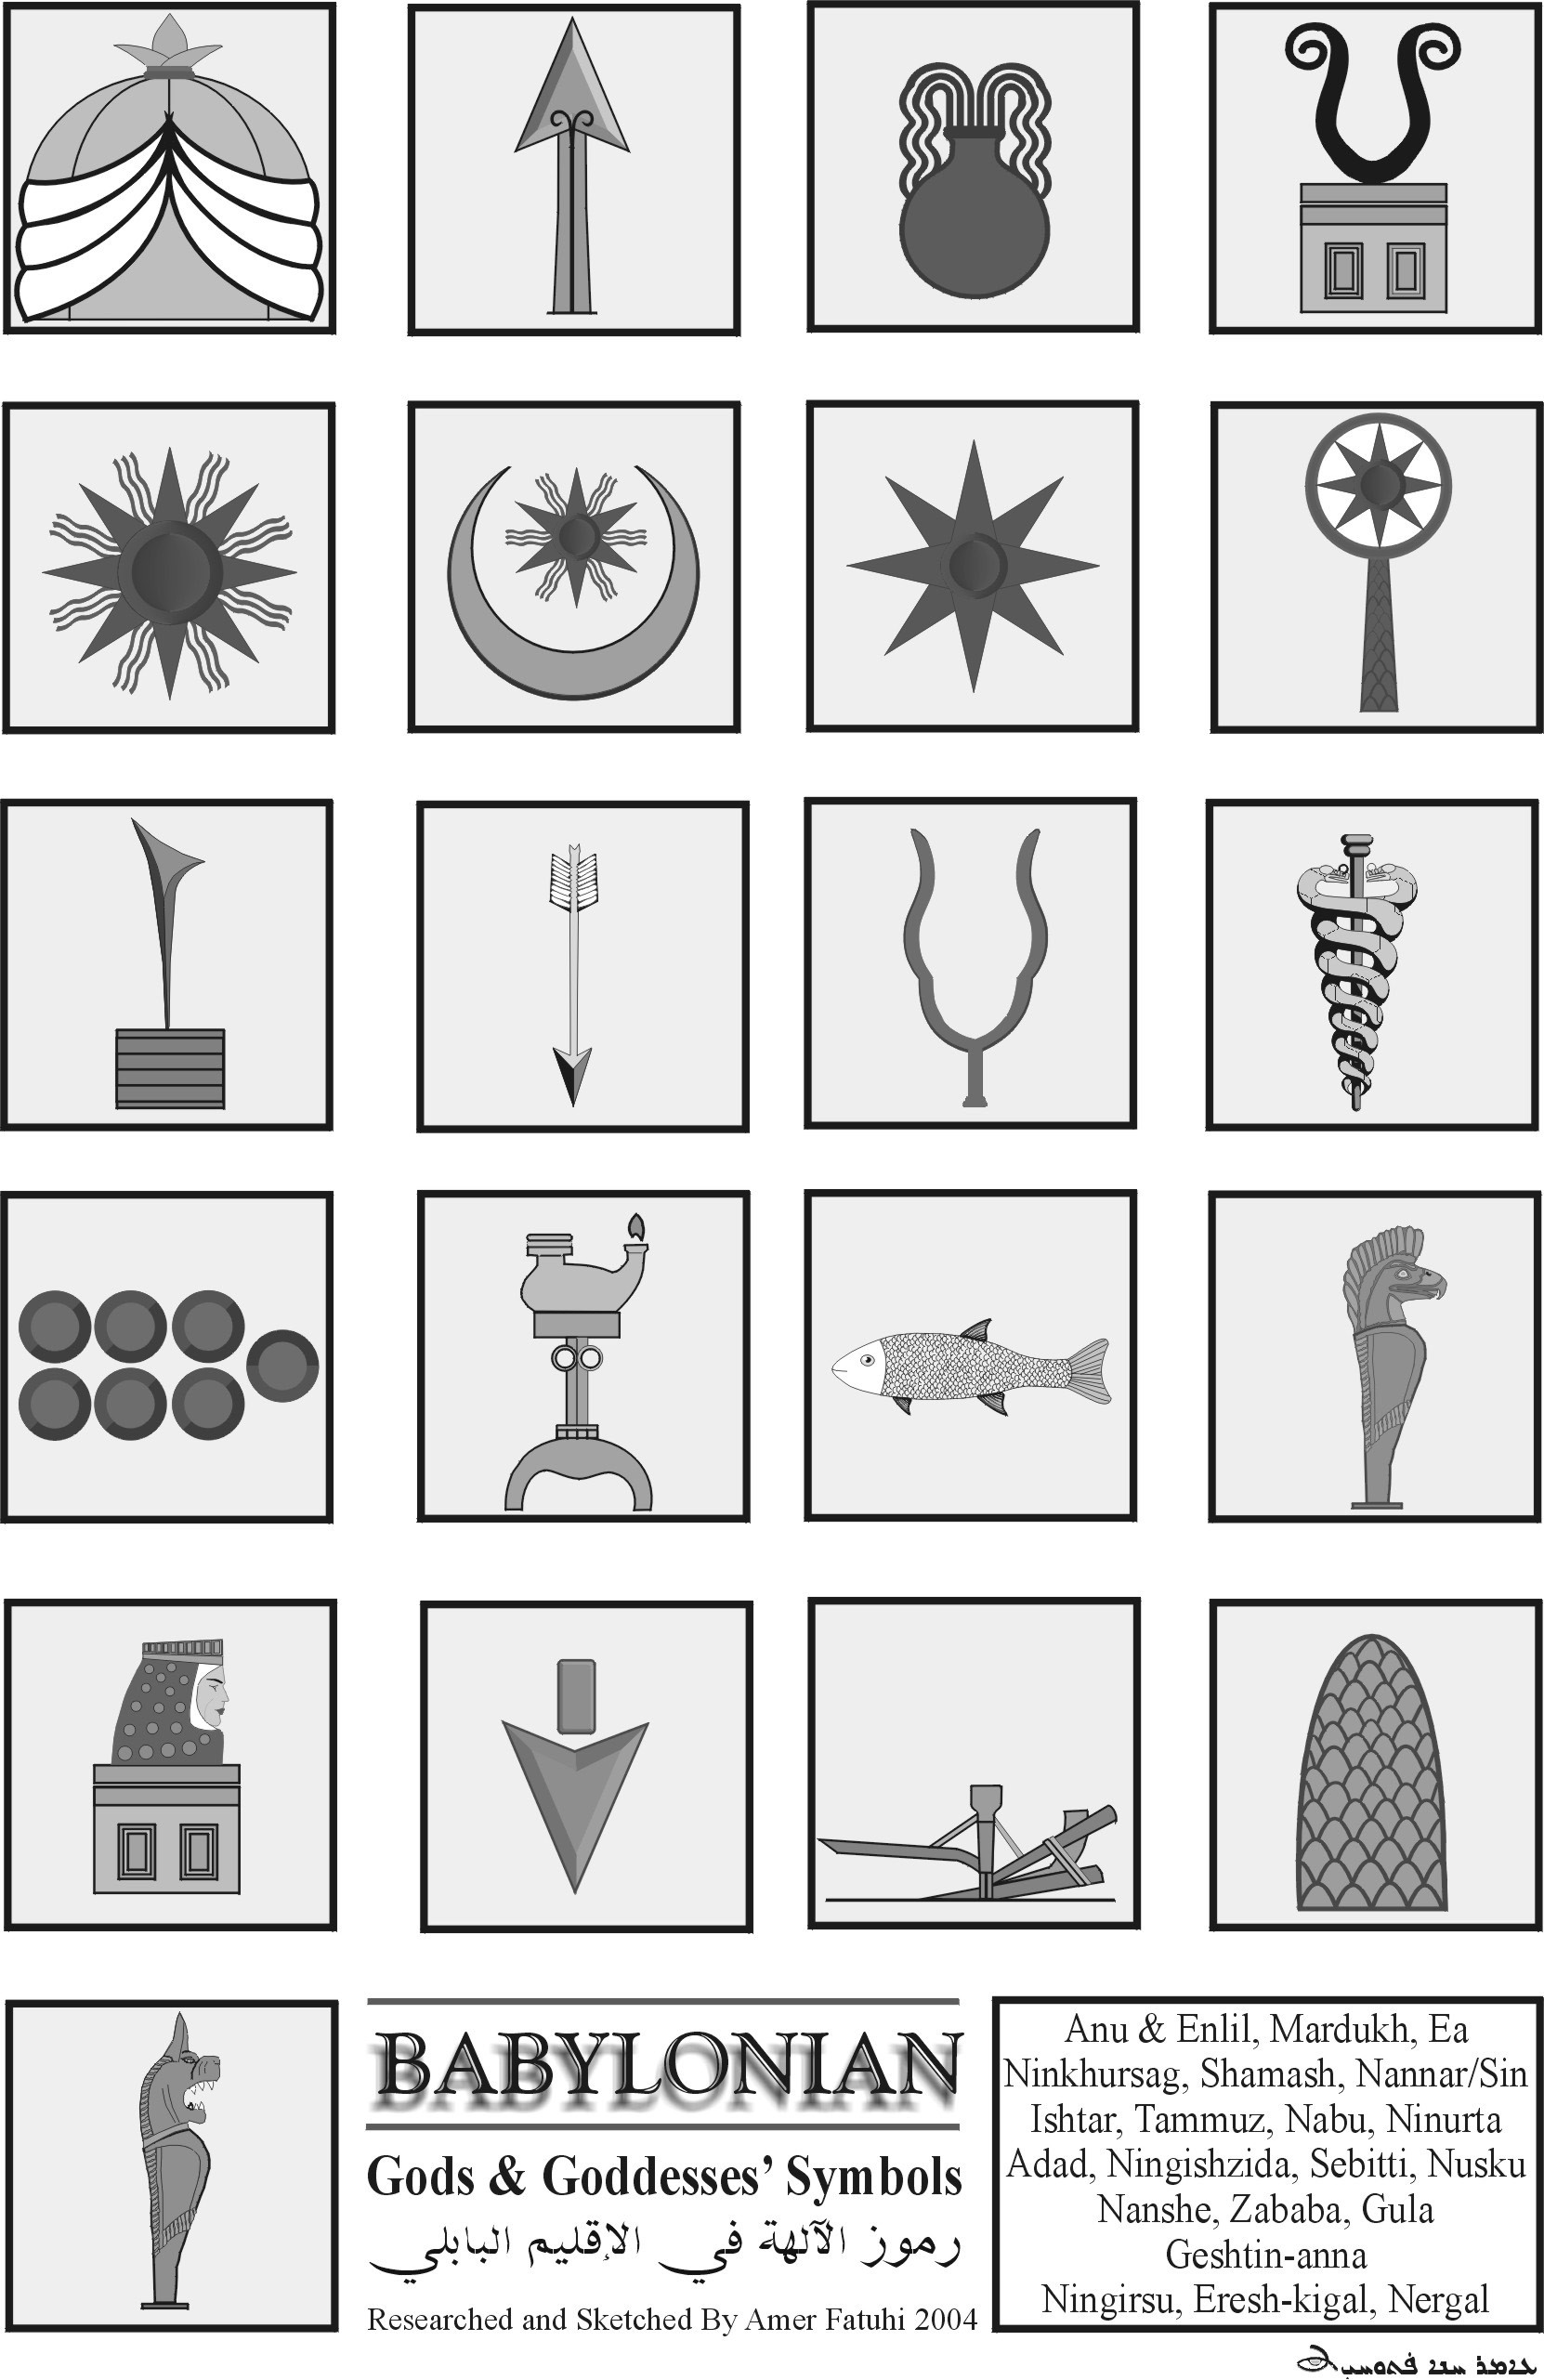 BABYLONIAN
Gods & Goddesses’ Symbols
رموز الآلهة في الإقليم البابلي
Researched and Sketched By Amer Fatuhi 2004
Anu & Enlil, Mardukh, Ea
Ninkhursag, Shamash, Nannar/Sin
Ishtar, Tammuz, Nabu, Ninurta
Adad, Ningishzida, Sebitti, Nusku
Nanshe, Zababa, Gula
Geshtin-anna
Ningirsu, Eresh-kigal, Nergal